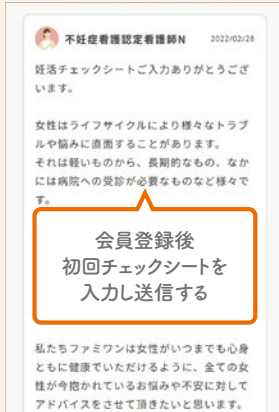 不妊症看護認定看護師N 2022/02/28
妊活チェックシートご入力ありがとうござ
います。
女性はライフサイクルにより様々なトラブ
ルや悩みに直面することがあります。
それは軽いものから、長期的なもの、なか
には病院への受診が必要なものなど様々で
す。
会員登録後
初回チェックシートを
入力し送信する
私たちファミワンは女性がいつまでも心身
ともに健康でいただけるように、全ての女
性が今抱かれているお悩みや不安に対して
アドバイスをさせて頂きたいと思います。